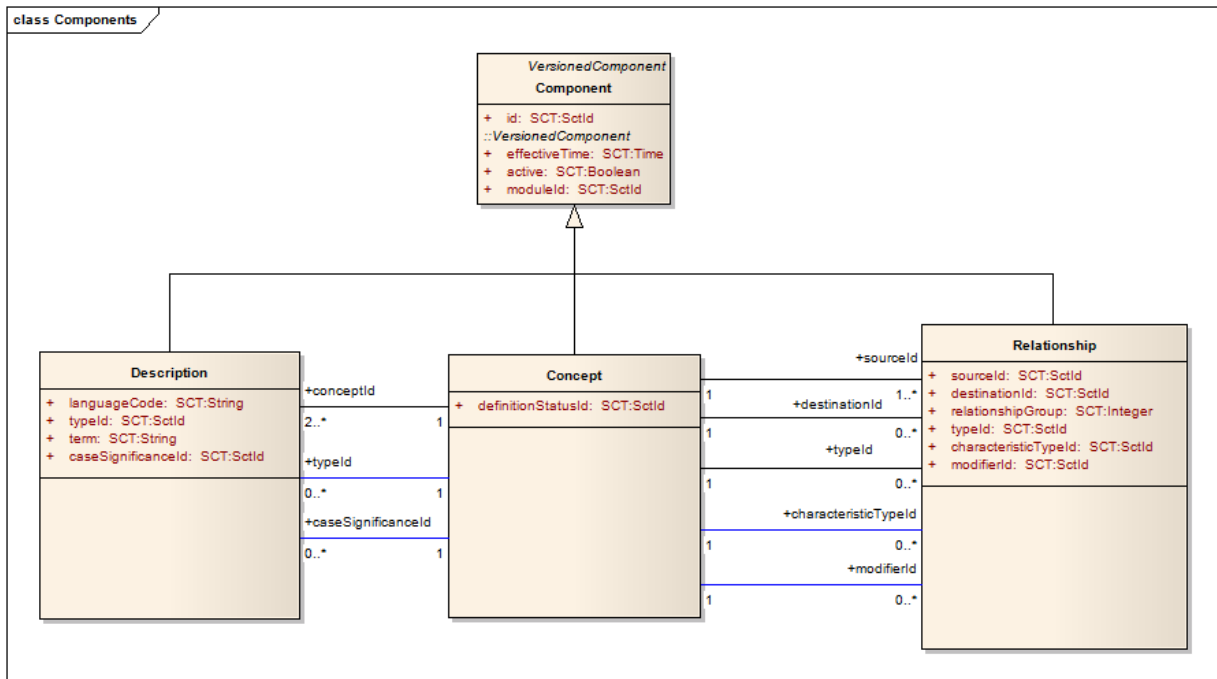 class Components
VersionedComponent
Component
+ id: SCT:SctId
::VersionedComponent
+ effectiveTime: SCT:Time
+ active: SCT:Boolean
+ moduleId: SCT:SctId
Description
+ languageCode: SCT:String
+ typeId: SCT:SctId
+ term: SCT:String
+ caseSignificanceId: SCT:SctId
+conceptId
2..* 1
+typeId
0..* 1
+caseSignificanceId
0..* 1
Concept
+ definitionStatusId: SCT:SctId
+sourceId
1 1..*
+destinationId
1 0..*
+typeId
1 0..*
+characteristicTypeId
1 0..*
+modifierId
1 0..*
Relationship
+ sourceId: SCT:SctId
+ destinationId: SCT:SctId
+ relationshipGroup: SCT:Integer
+ typeId: SCT:SctId
+ characteristicTypeId: SCT:SctId
+ modifierId: SCT:SctId